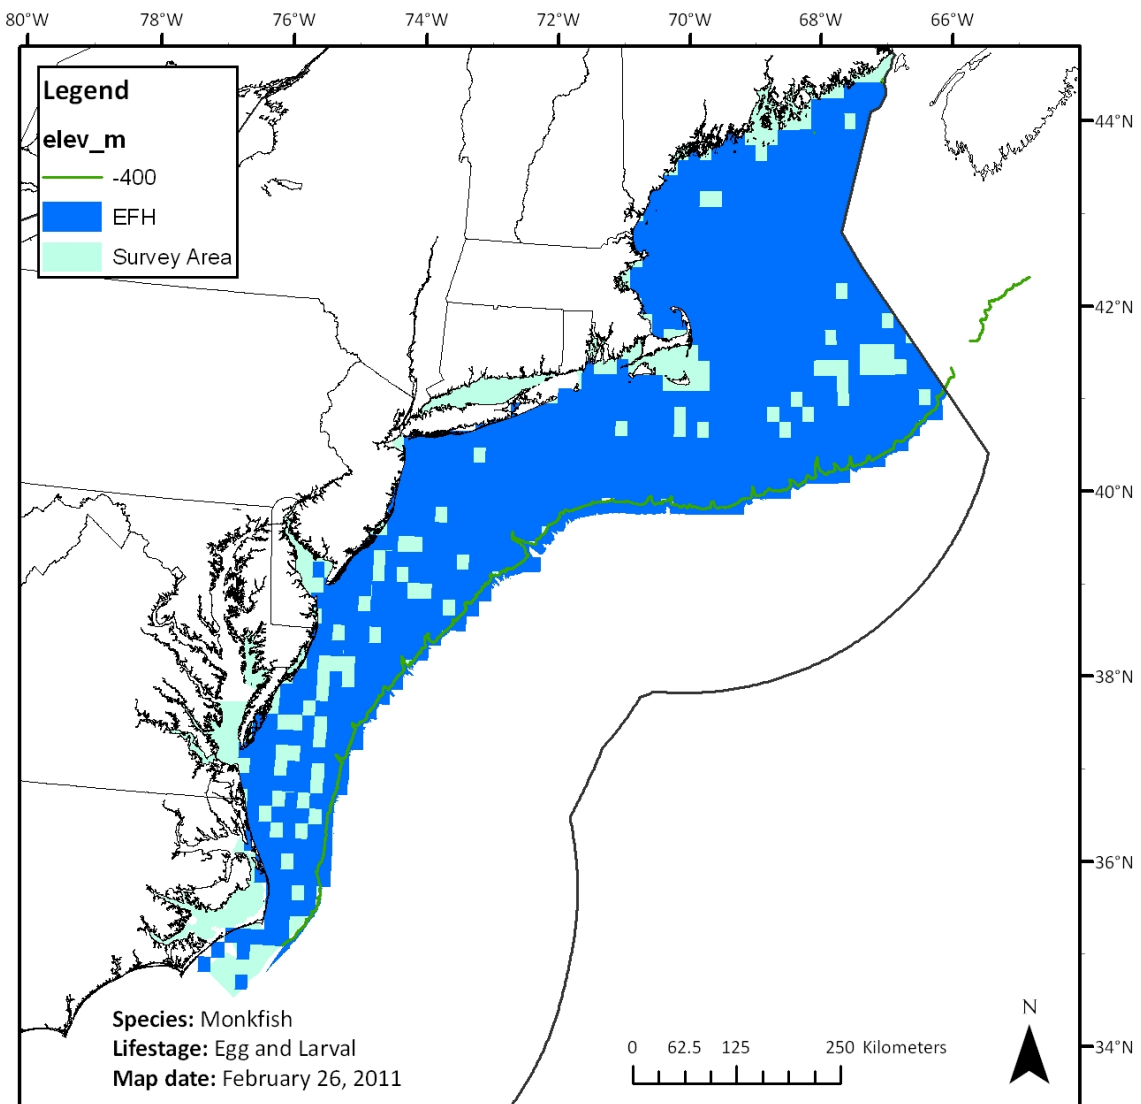 80°W 78°W 76°W 74°W 72°W 70°W 68°W 66°W
Legend
elev_m
-400
EFH
Survey Area
44°N
42°N
40°N
38°N
36°N
34°N
Species: Monkfish
Lifestage: Egg and Larval
Map date: February 26, 2011
0 62.5 125 250 Kilometers
N